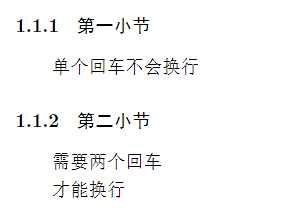 1.1.1 第一小节
单个回车不会换行
1.1.2 第二小节
需要两个回车
才能换行